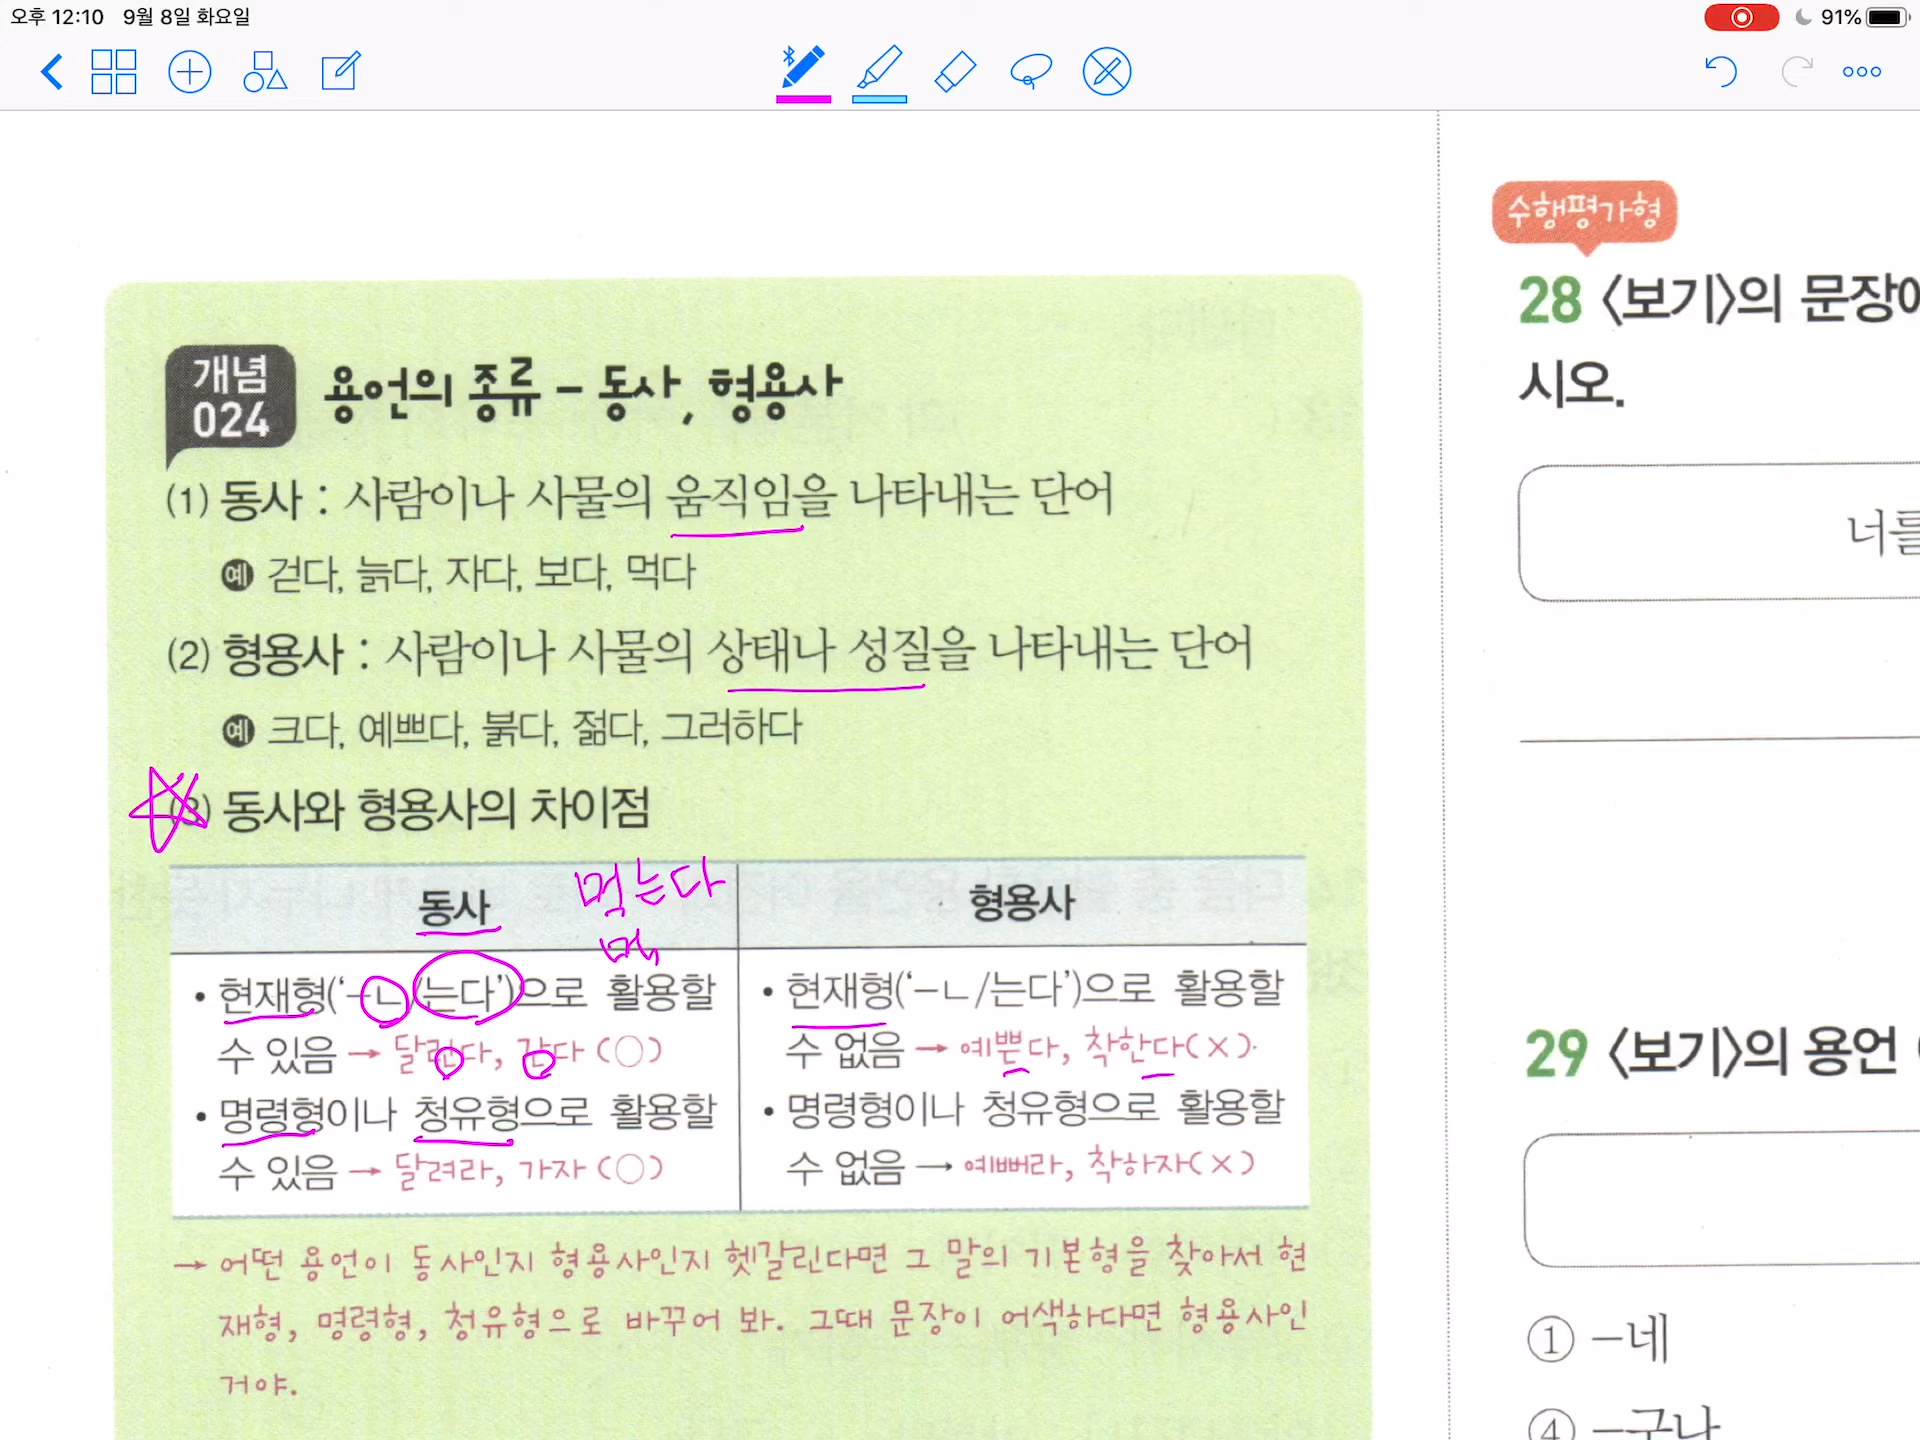 오후 12:10 9월 8일 화요일
91%
개념
024
용언의 종류 – 동사, 형용사
(1) 동사 : 사람이나 사물의 움직임을 나타내는 단어
예 걷다, 늙다, 자다, 보다, 먹다
(2) 형용사 : 사람이나 사물의 상태나 성질을 나타내는 단어
예 크다, 예쁘다, 붉다, 젊다, 그러하다
(3) 동사와 형용사의 차이점
동사
먹는다
• 현재형('–ㄴ/는다')으로 활용할
수 있음 → 달린다, 간다 (○)
• 명령형이나 청유형으로 활용할
수 있음 → 달려라, 가자 (○)
형용사
• 현재형('–ㄴ/는다')으로 활용할
수 없음 → 예쁜다, 착한다(×)
• 명령형이나 청유형으로 활용할
수 없음 → 예뻐라, 착하자(×)
→ 어떤 용언이 동사인지 형용사인지 헷갈린다면 그 말의 기본형을 찾아서 현
재형, 명령형, 청유형으로 바꾸어 봐. 그때 문장이 어색하다면 형용사인
거야.
수행평가형
28 〈보기〉의 문장에
시오.
너를
29 〈보기〉의 용언
① –네
④ –구나